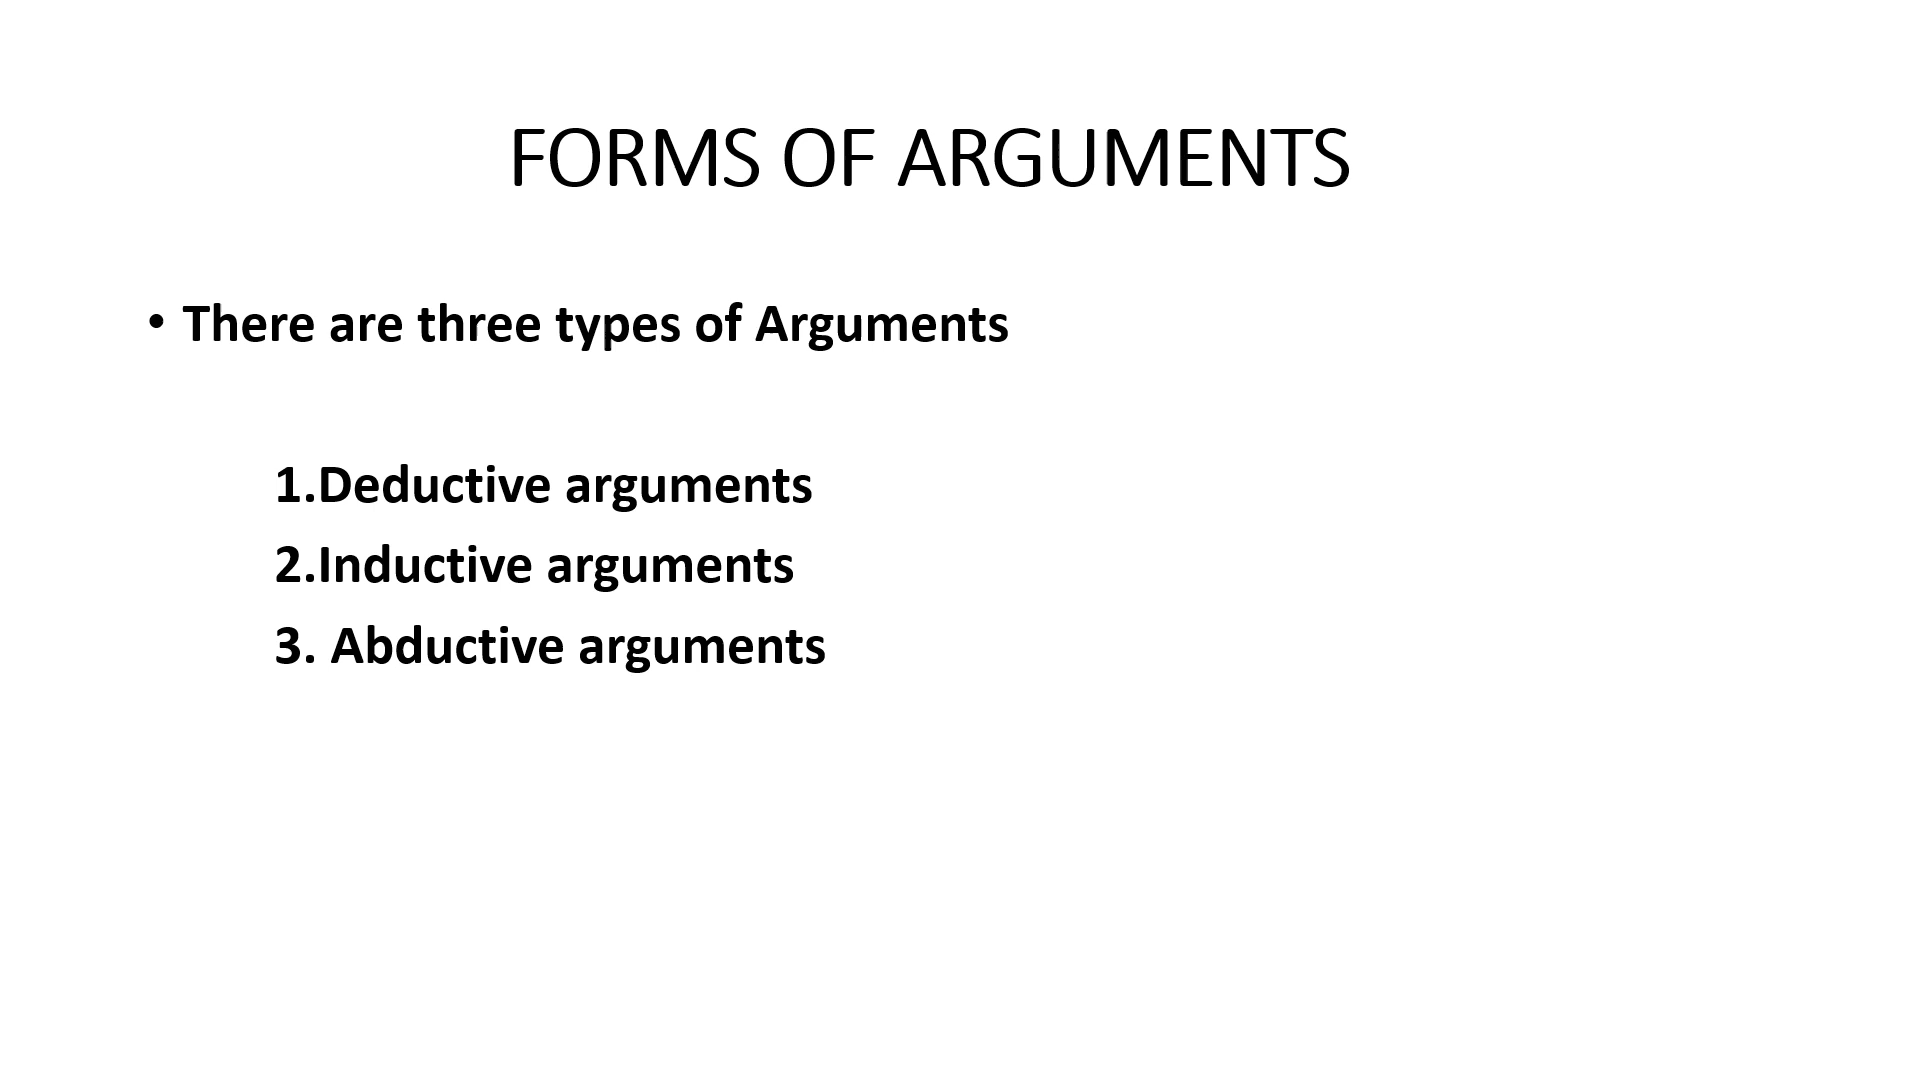 FORMS OF ARGUMENTS
• There are three types of Arguments
1.Deductive arguments
2.Inductive arguments
3. Abductive arguments